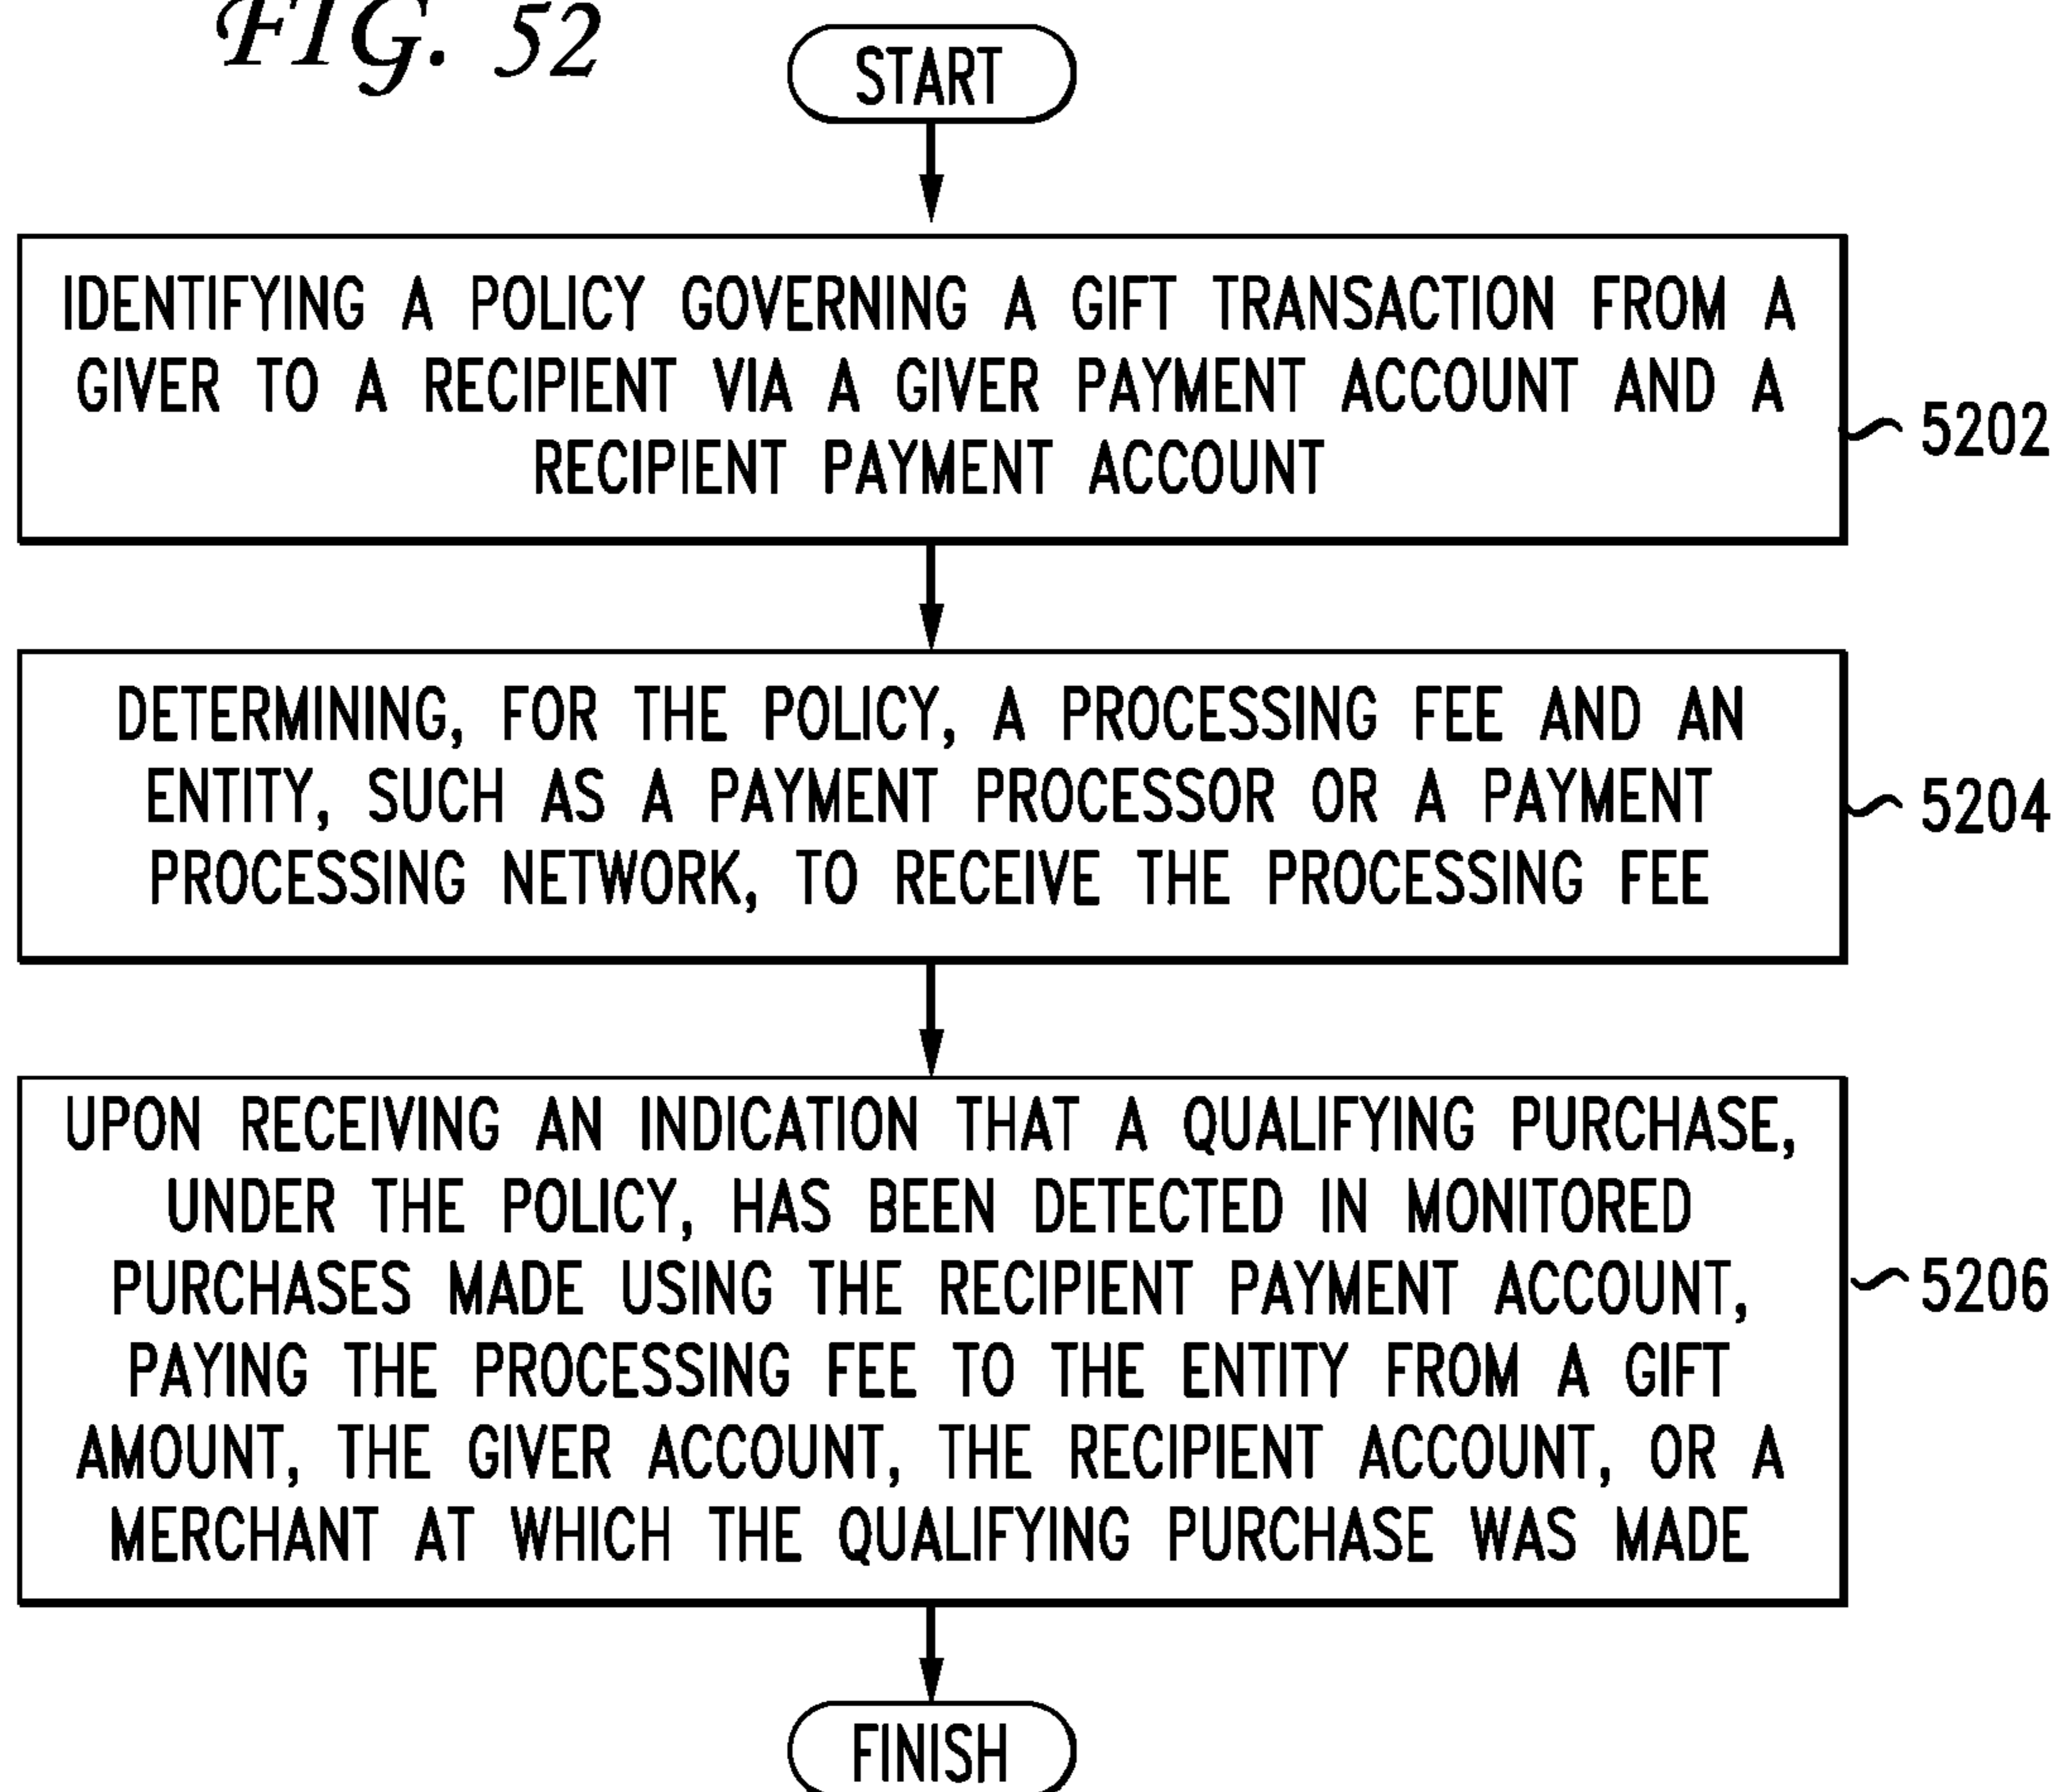 FIG. 52
START
IDENTIFYING A POLICY GOVERNING A GIFT TRANSACTION FROM A
GIVER TO A RECIPIENT VIA A GIVER PAYMENT ACCOUNT AND A
RECIPIENT PAYMENT ACCOUNT
5202
DETERMINING, FOR THE POLICY, A PROCESSING FEE AND AN
ENTITY, SUCH AS A PAYMENT PROCESSOR OR A PAYMENT
PROCESSING NETWORK, TO RECEIVE THE PROCESSING FEE
5204
UPON RECEIVING AN INDICATION THAT A QUALIFYING PURCHASE,
UNDER THE POLICY, HAS BEEN DETECTED IN MONITORED
PURCHASES MADE USING THE RECIPIENT PAYMENT ACCOUNT,
PAYING THE PROCESSING FEE TO THE ENTITY FROM A GIFT
AMOUNT, THE GIVER ACCOUNT, THE RECIPIENT ACCOUNT, OR A
MERCHANT AT WHICH THE QUALIFYING PURCHASE WAS MADE
5206
FINISH